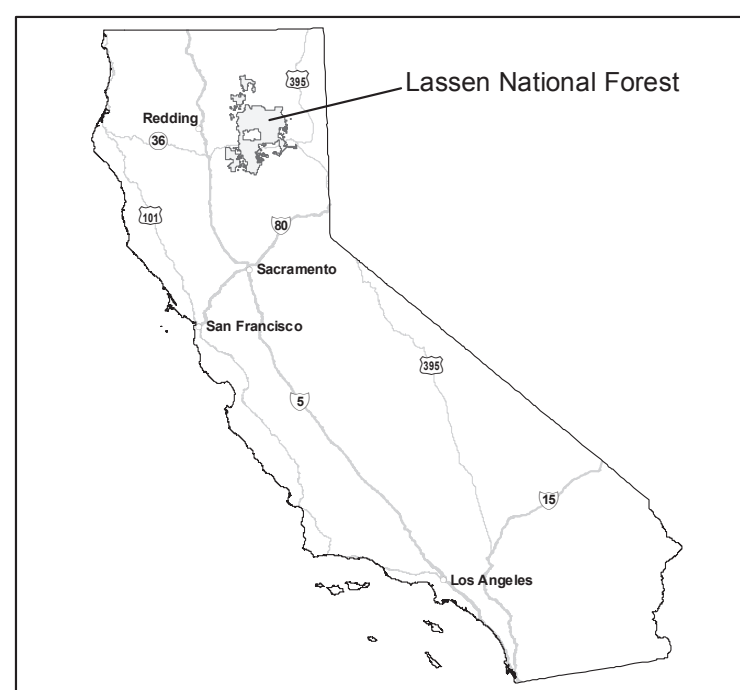 395
Lassen National Forest
Redding
36
101
80
Sacramento
San Francisco
395
5
15
Los Angeles